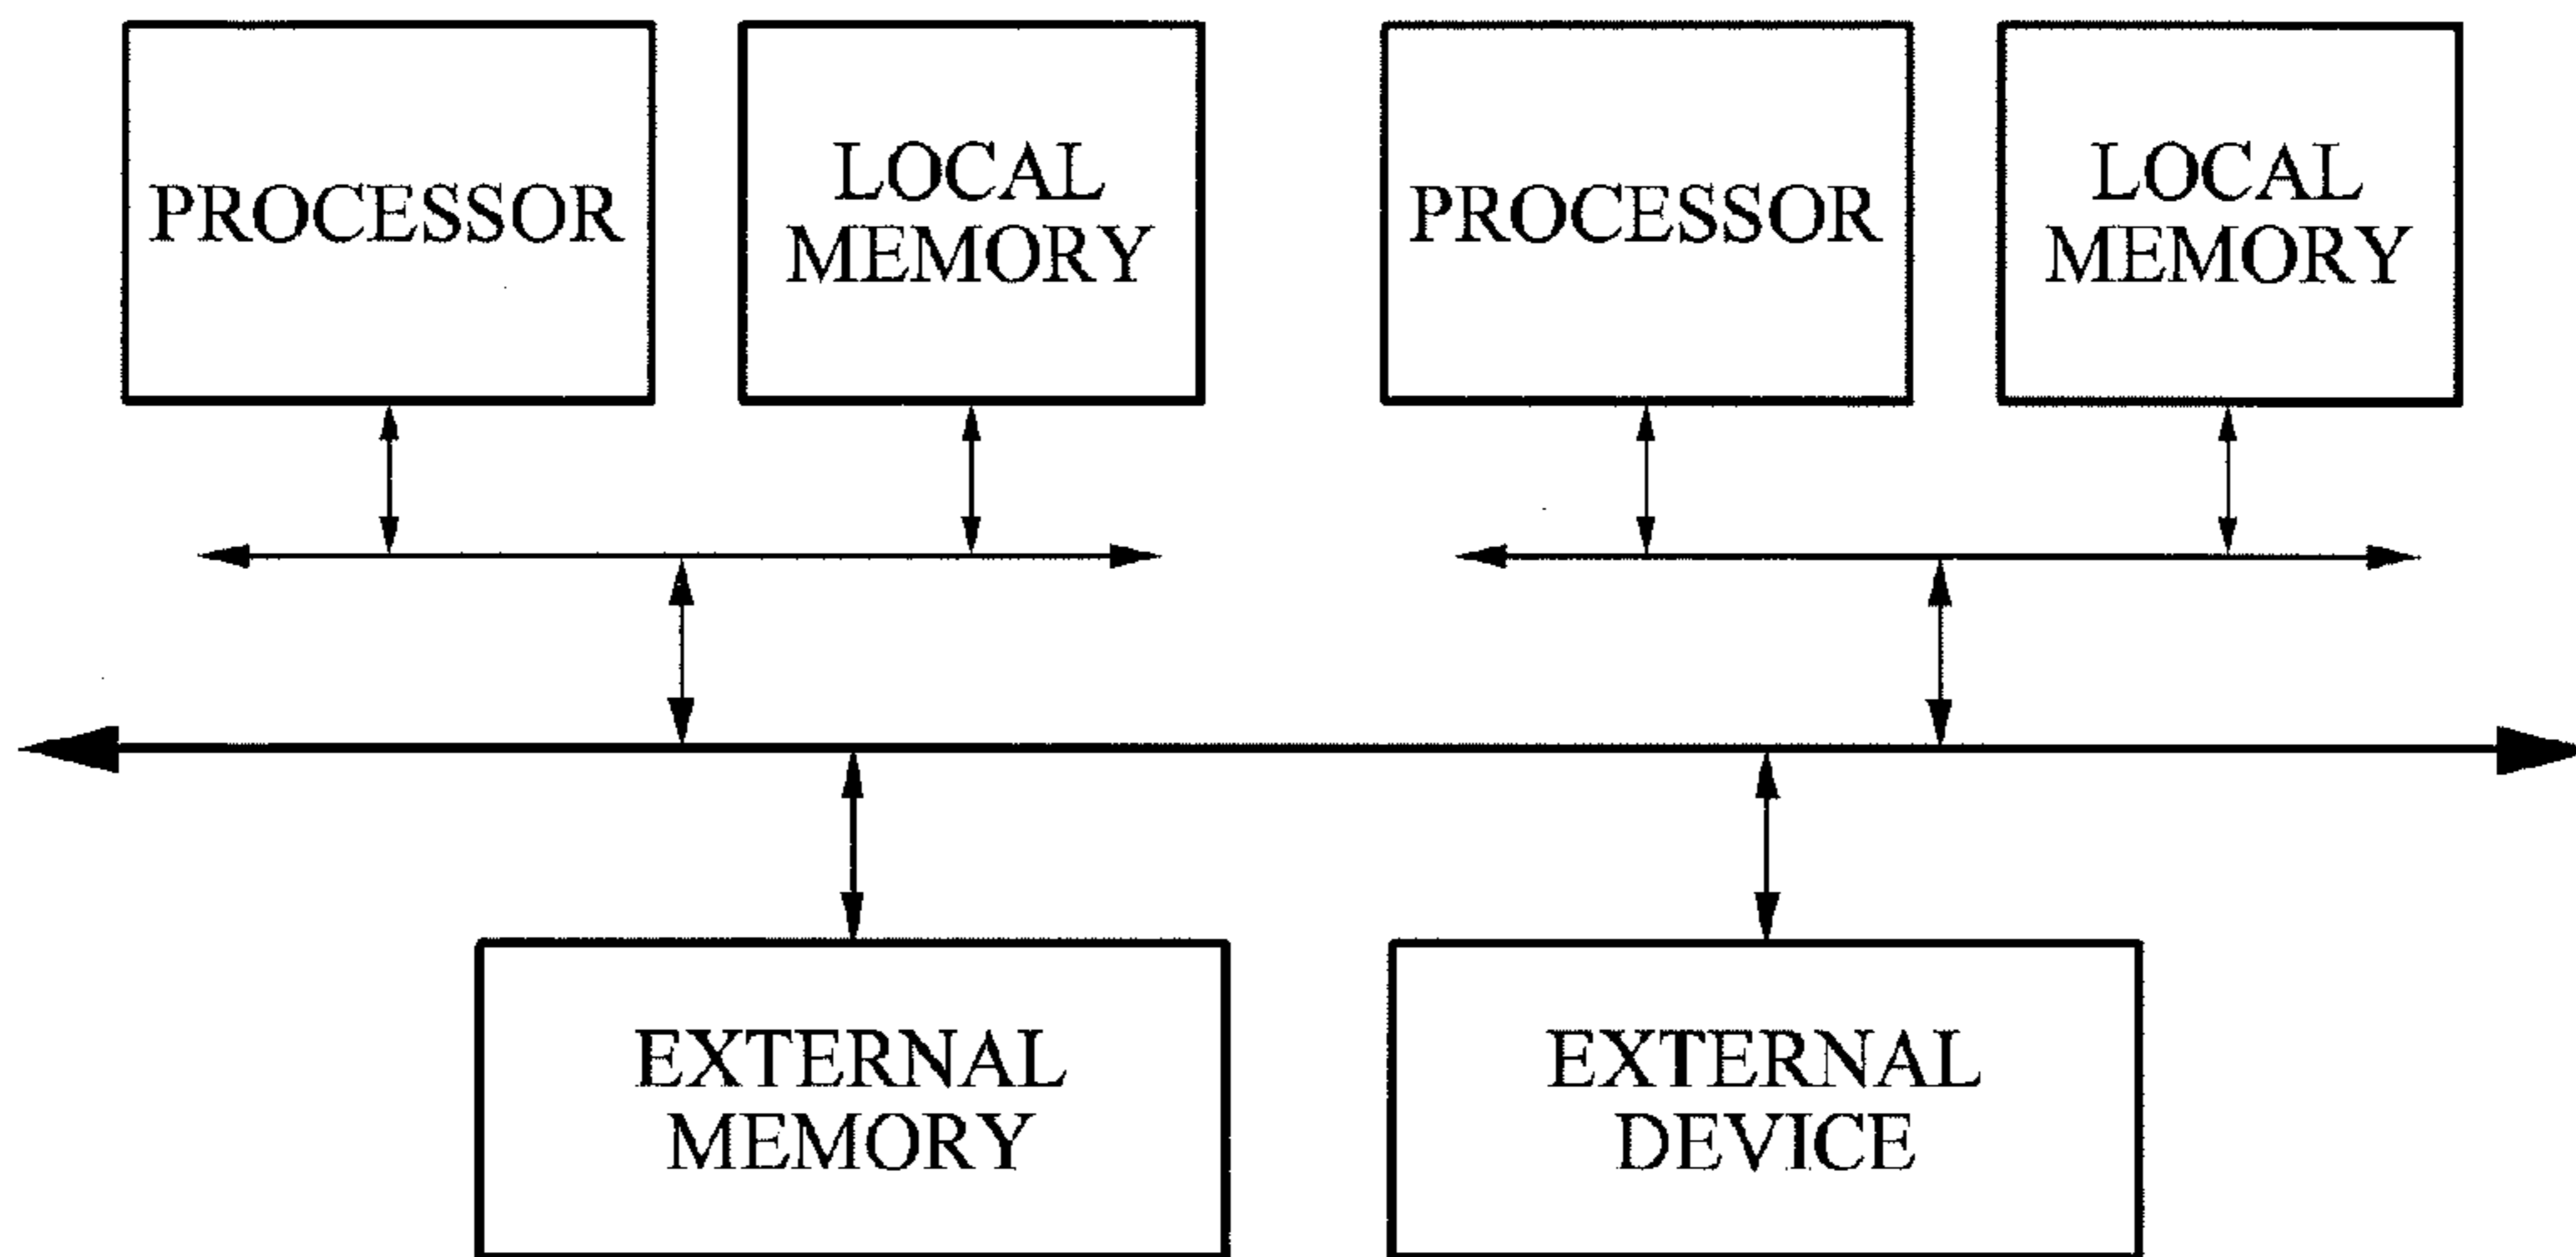 PROCESSOR
LOCAL
MEMORY
PROCESSOR
LOCAL
MEMORY
EXTERNAL
MEMORY
EXTERNAL
DEVICE